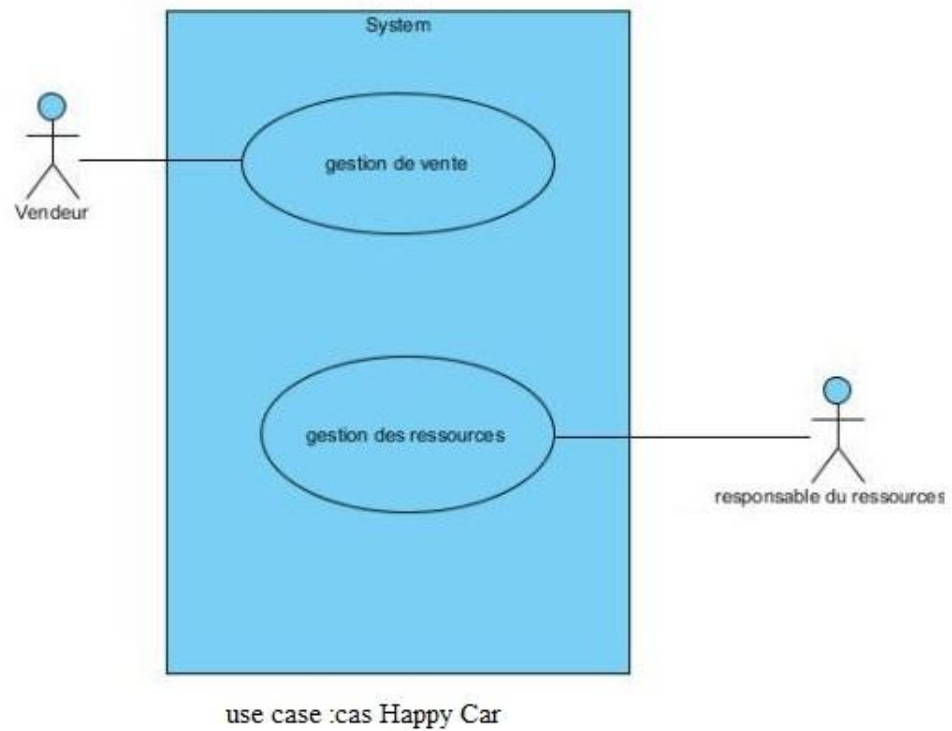 System
gestion de vente
Vendeur
gestion des ressources
responsable du ressources
use case :cas Happy Car